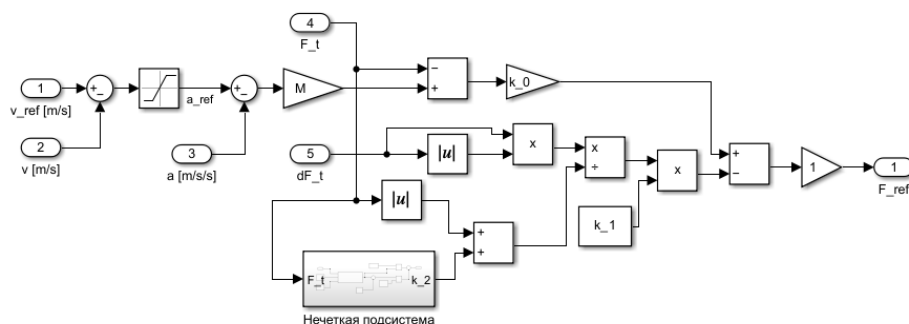 4
F_t
1
v_ref [m/s]
+
−
a_ref
+
−
M
−
+
k_0
2
v [m/s]
3
a [m/s/s]
5
dF_t
|u|
x
x
÷
x
+
−
1
1
F_ref
|u|
+
+
k_1
F_t
k_2
Нечеткая подсистема